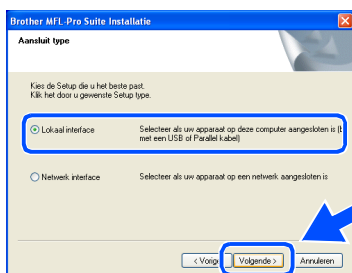 Brother MFL-Pro Suite Installatie
Aansluit type
Kies de Setup die u het beste past.
Klik het door u gewenste Setup type.
Lokaal interface
Selecteer als uw apparaat op deze computer aangesloten is (
met een USB of Parallel kabel)
Netwerk interface
Selecteer als uw apparaat op een netwerk aangesloten is
< Vorige
Volgende >
Annuleren